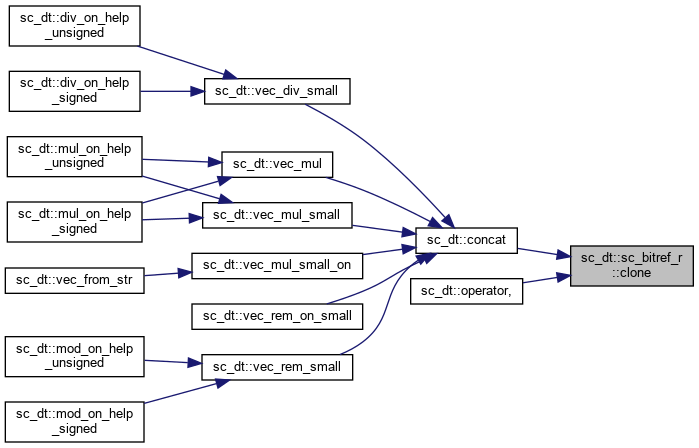 sc_dt::div_on_help
_unsigned
sc_dt::div_on_help
_signed
sc_dt::vec_div_small
sc_dt::mul_on_help
_unsigned
sc_dt::vec_mul
sc_dt::mul_on_help
_signed
sc_dt::vec_mul_small
sc_dt::concat
sc_dt::sc_bitref_r
::clone
sc_dt::vec_mul_small_on
sc_dt::vec_from_str
sc_dt::operator,
sc_dt::vec_rem_on_small
sc_dt::mod_on_help
_unsigned
sc_dt::vec_rem_small
sc_dt::mod_on_help
_signed